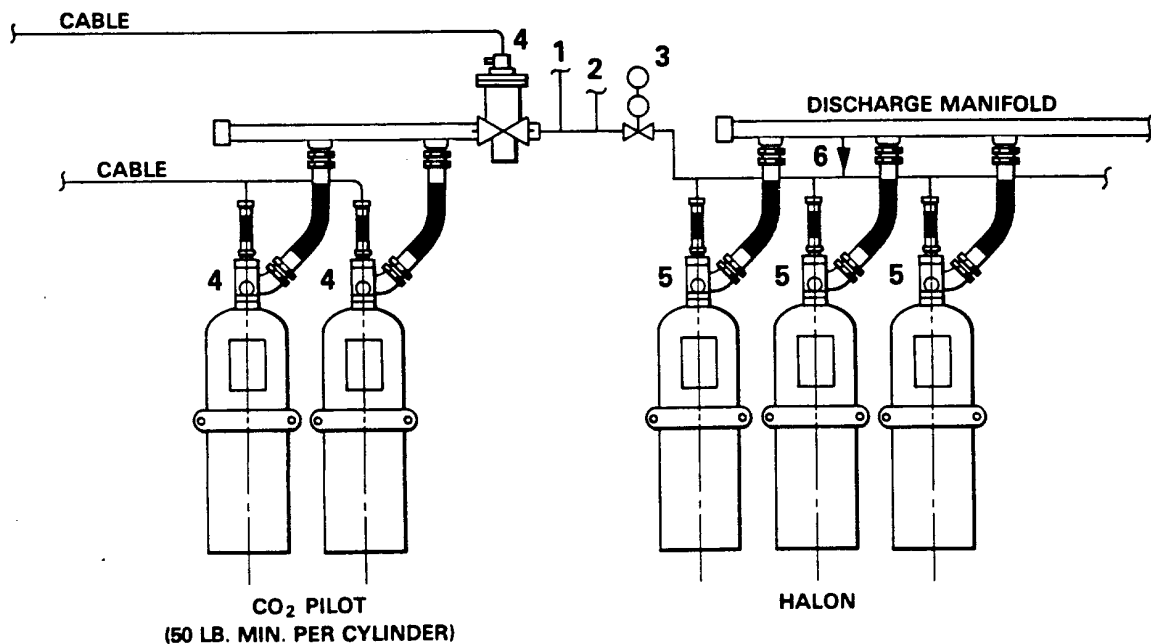 CABLE
4
1
2
3
DISCHARGE MANIFOLD
CABLE
6
4
4
5
5
5
CO₂ PILOT
(50 LB. MIN. PER CYLINDER)
HALON